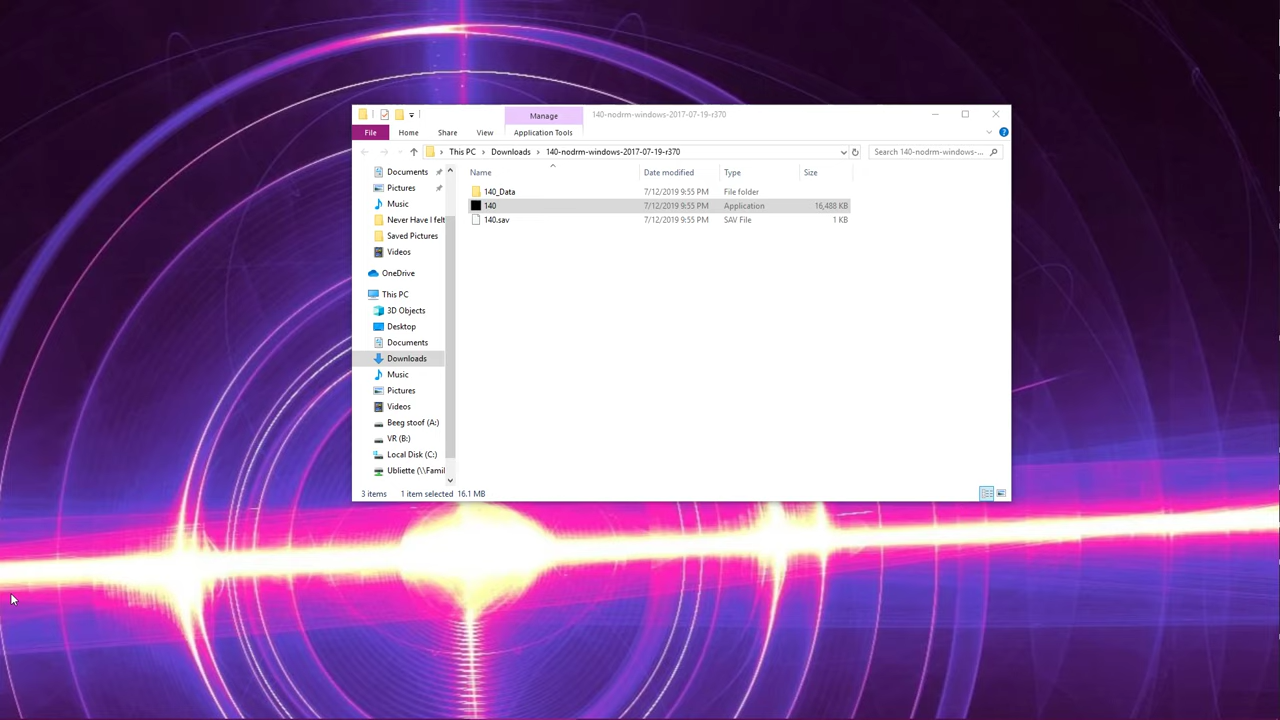 Manage
140-nodrm-windows-2017-07-19-r370
File
Home
Share
View
Application Tools
This PC
Downloads
140-nodrm-windows-2017-07-19-r370
Search 140-nodrm-windows-...
Name
Date modified
Type
Size
140_Data
7/12/2019 9:55 PM
File folder
140
7/12/2019 9:55 PM
Application
16,488 KB
140.sav
7/12/2019 9:55 PM
SAV File
1 KB
Documents
Pictures
Music
Never Have I felt
Saved Pictures
Videos
OneDrive
This PC
3D Objects
Desktop
Documents
Downloads
Music
Pictures
Videos
Beeg stoof (A:)
VR (B:)
Local Disk (C:)
Ubliette (\\Famil
3 items
1 item selected
16.1 MB